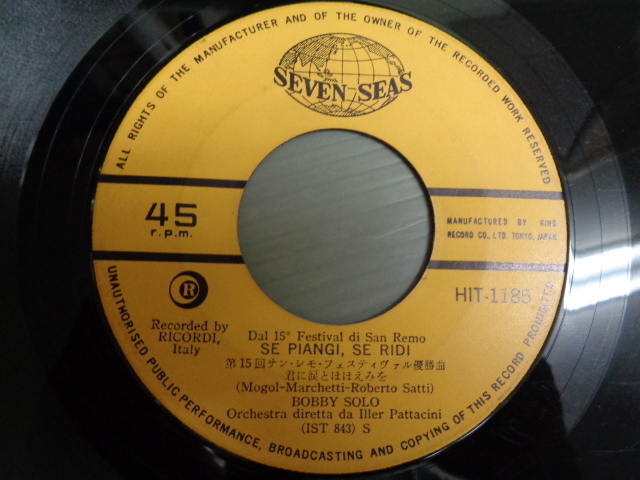 ALL RIGHTS OF THE MANUFACTURER AND OF THE OWNER OF THE RECORDED WORK RESERVED
SEVEN SEAS
45
r.p.m.
MANUFACTURED BY KING
RECORD CO., LTD. TOKYO, JAPAN
R
HIT-1185
Recorded by
RICORDI,
Italy
Dal 15° Festival di San Remo
SE PIANGI, SE RIDI
第15回サン・レモ・フェスティヴァル優勝曲
君に涙とほほえみを
(Mogol-Marchetti-Roberto Satti)
BOBBY SOLO
Orchestra diretta da Iller Pattacini
(IST 843) S
UNAUTHORISED PUBLIC PERFORMANCE, BROADCASTING AND COPYING OF THIS RECORD PROHIBITED